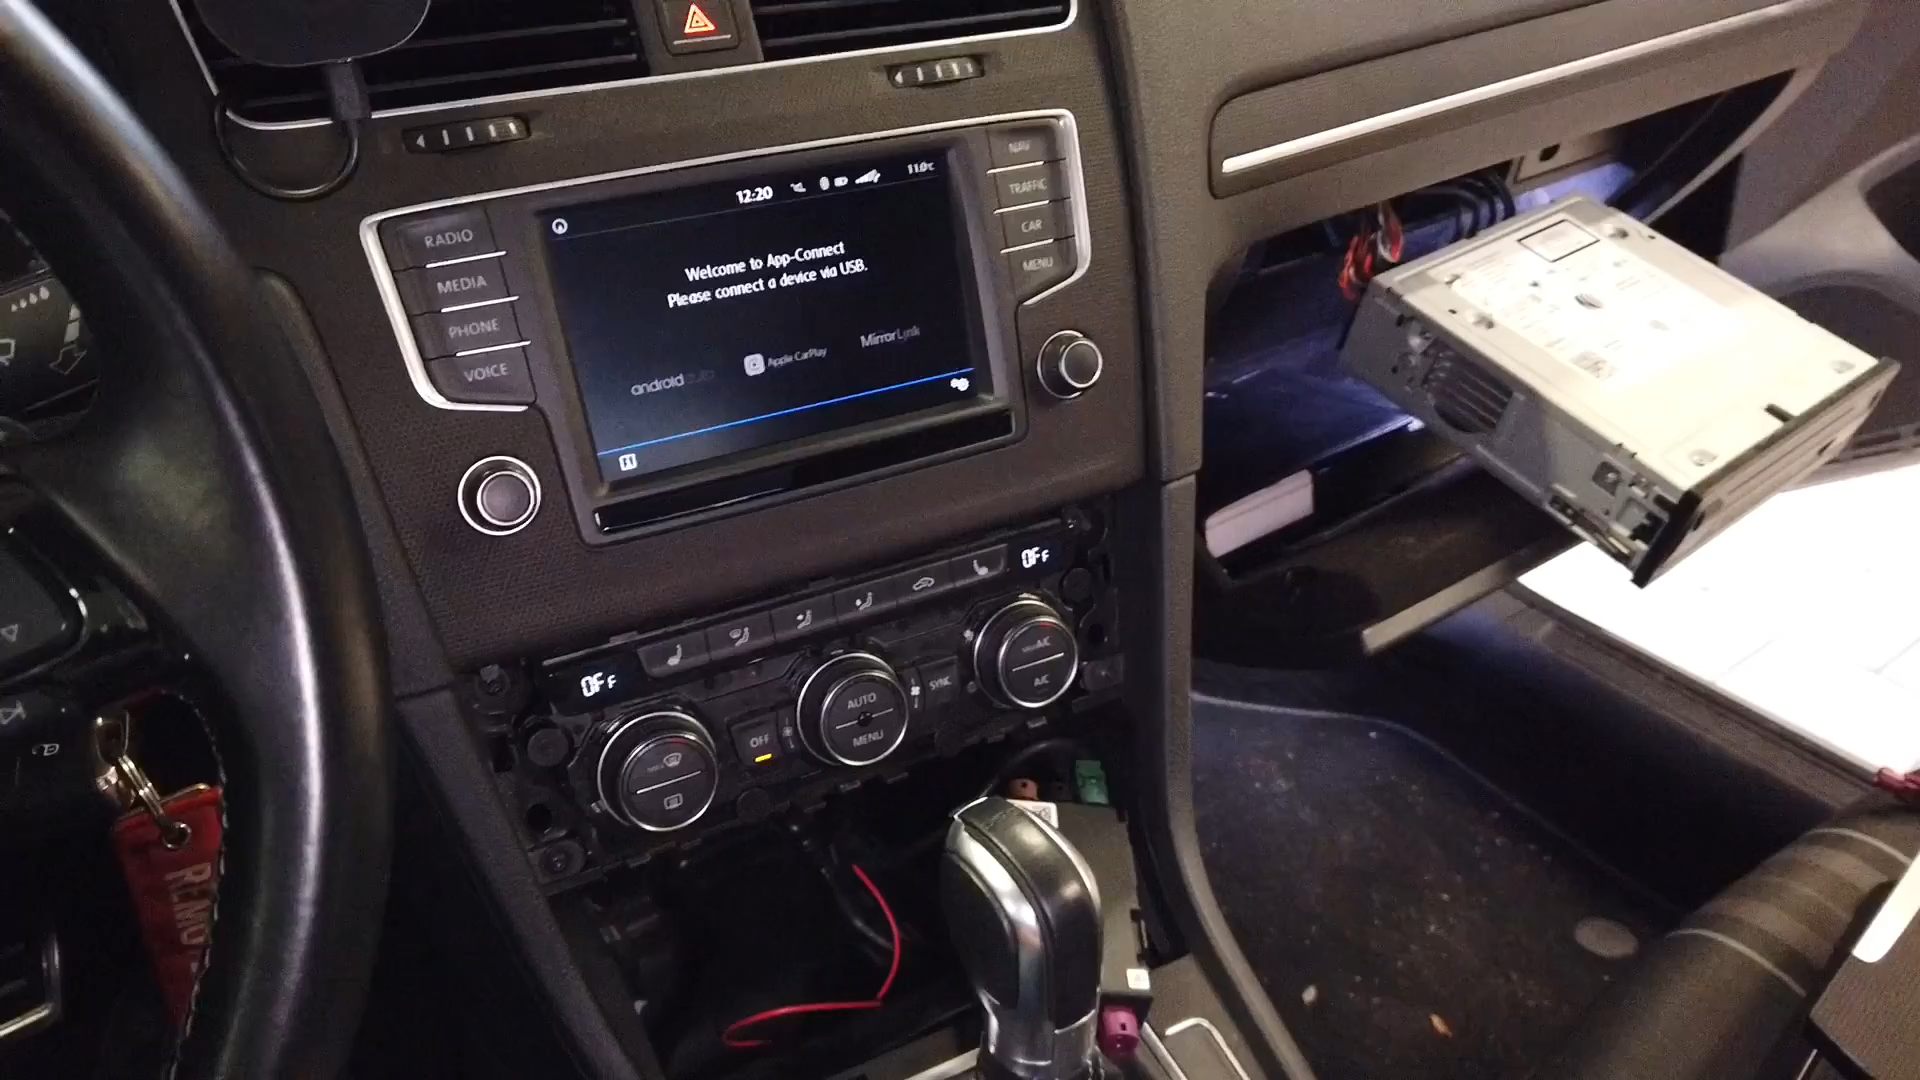 12:20
11.0°C
Welcome to App-Connect
Please connect a device via USB.
android auto
Apple CarPlay
MirrorLink
RADIO
MEDIA
PHONE
VOICE
NAV
TRAFFIC
CAR
MENU
OFF
OFF
OFF
AUTO
MENU
SYNC
A/C
A/C
REMO